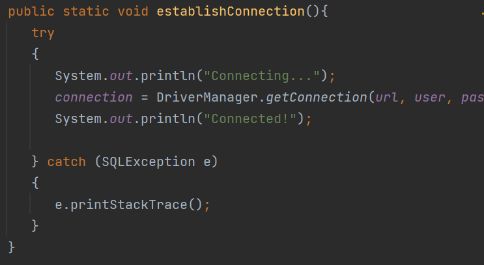 public static void establishConnection(){
try
{
System.out.println("Connecting...");
connection = DriverManager.getConnection(url, user, pas
System.out.println("Connected!");
} catch (SQLException e)
{
e.printStackTrace();
}
}